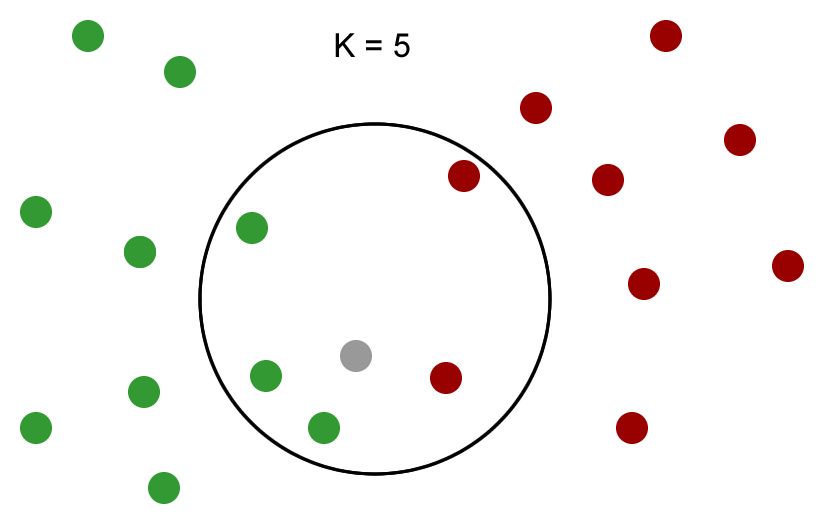 K = 5